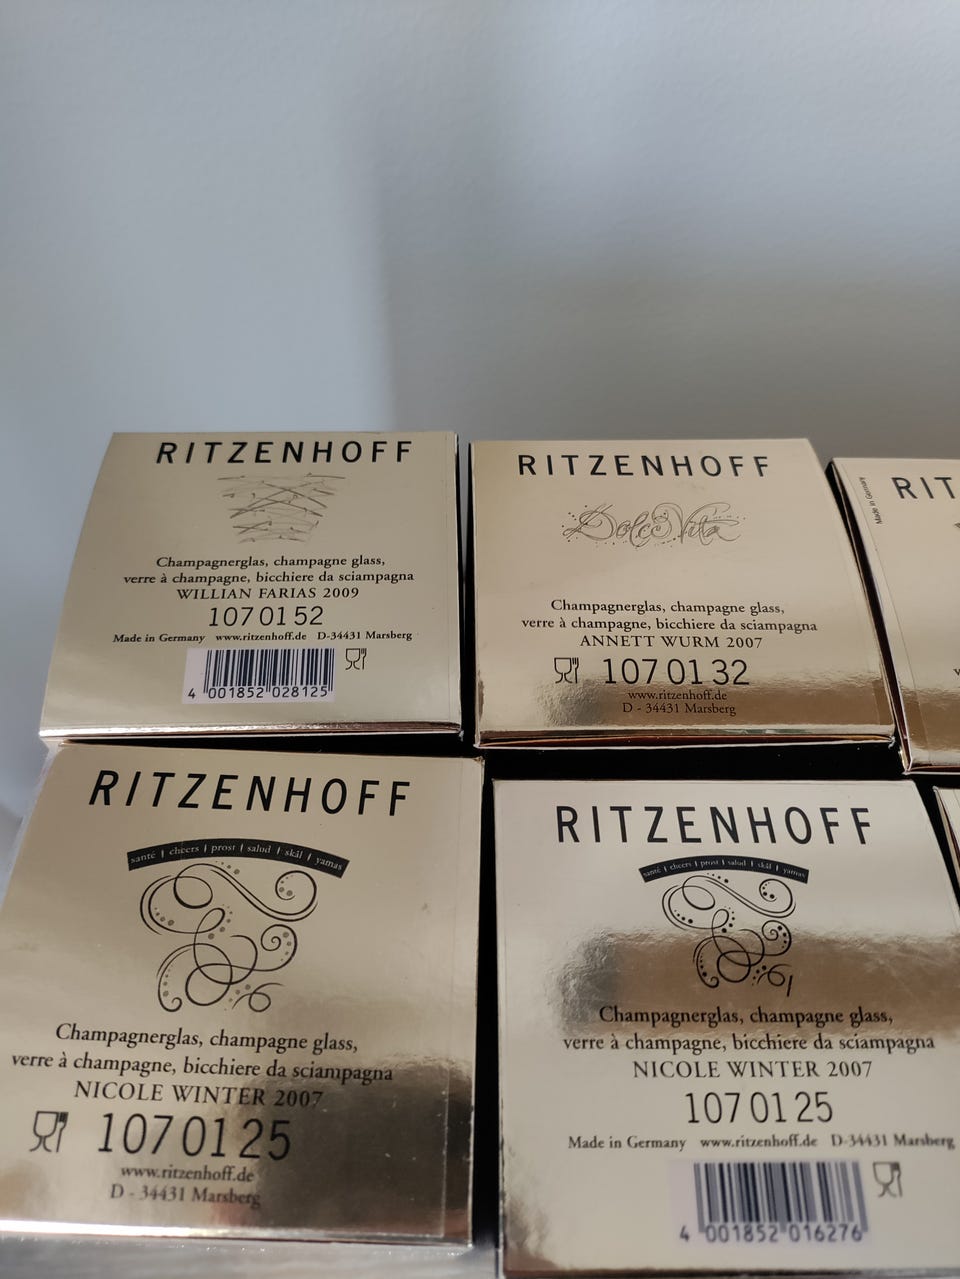 RITZENHOFF
Champagnerglas, champagne glass,
verre à champagne, bicchiere da sciampagna
WILLIAN FARIAS 2009
107 01 52
Made in Germany www.ritzenhoff.de D-34431 Marsberg
4 001852 028125
RITZENHOFF
Dolce Vita
Champagnerglas, champagne glass,
verre à champagne, bicchiere da sciampagna
ANNETT WURM 2007
107 01 32
www.ritzenhoff.de
D - 34431 Marsberg
Made in Germany
RIT
RITZENHOFF
santé | cheers | prost | salud | skål | yamas
Champagnerglas, champagne glass,
verre à champagne, bicchiere da sciampagna
NICOLE WINTER 2007
107 01 25
www.ritzenhoff.de
D - 34431 Marsberg
RITZENHOFF
santé | cheers | prost | salud | skål | yamas
Champagnerglas, champagne glass,
verre à champagne, bicchiere da sciampagna
NICOLE WINTER 2007
107 01 25
Made in Germany www.ritzenhoff.de D-34431 Marsberg
4 001852 016276